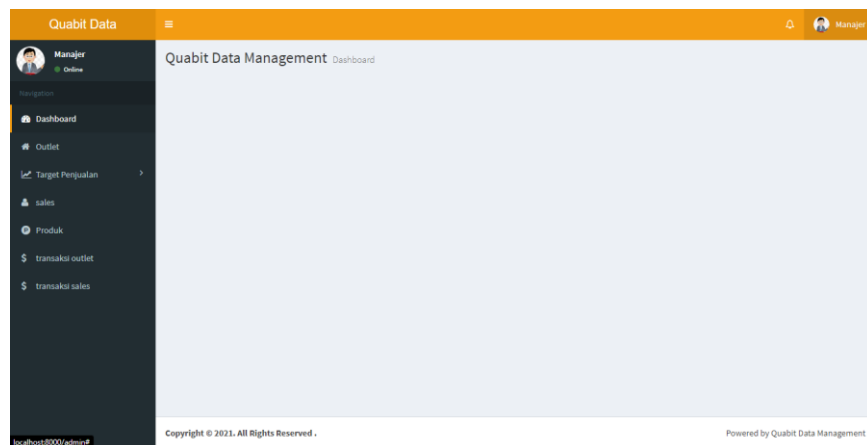 Quabit Data
Manajer
Manajer
Online
Quabit Data Management Dashboard
Navigation
Dashboard
Outlet
Target Penjualan
sales
Produk
transaksi outlet
transaksi sales
localhost:8000/admin#
Copyright © 2021. All Rights Reserved .
Powered by Quabit Data Management